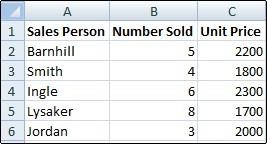 A B C
1 Sales Person Number Sold Unit Price
2 Barnhill 5 2200
3 Smith 4 1800
4 Ingle 6 2300
5 Lysaker 8 1700
6 Jordan 3 2000